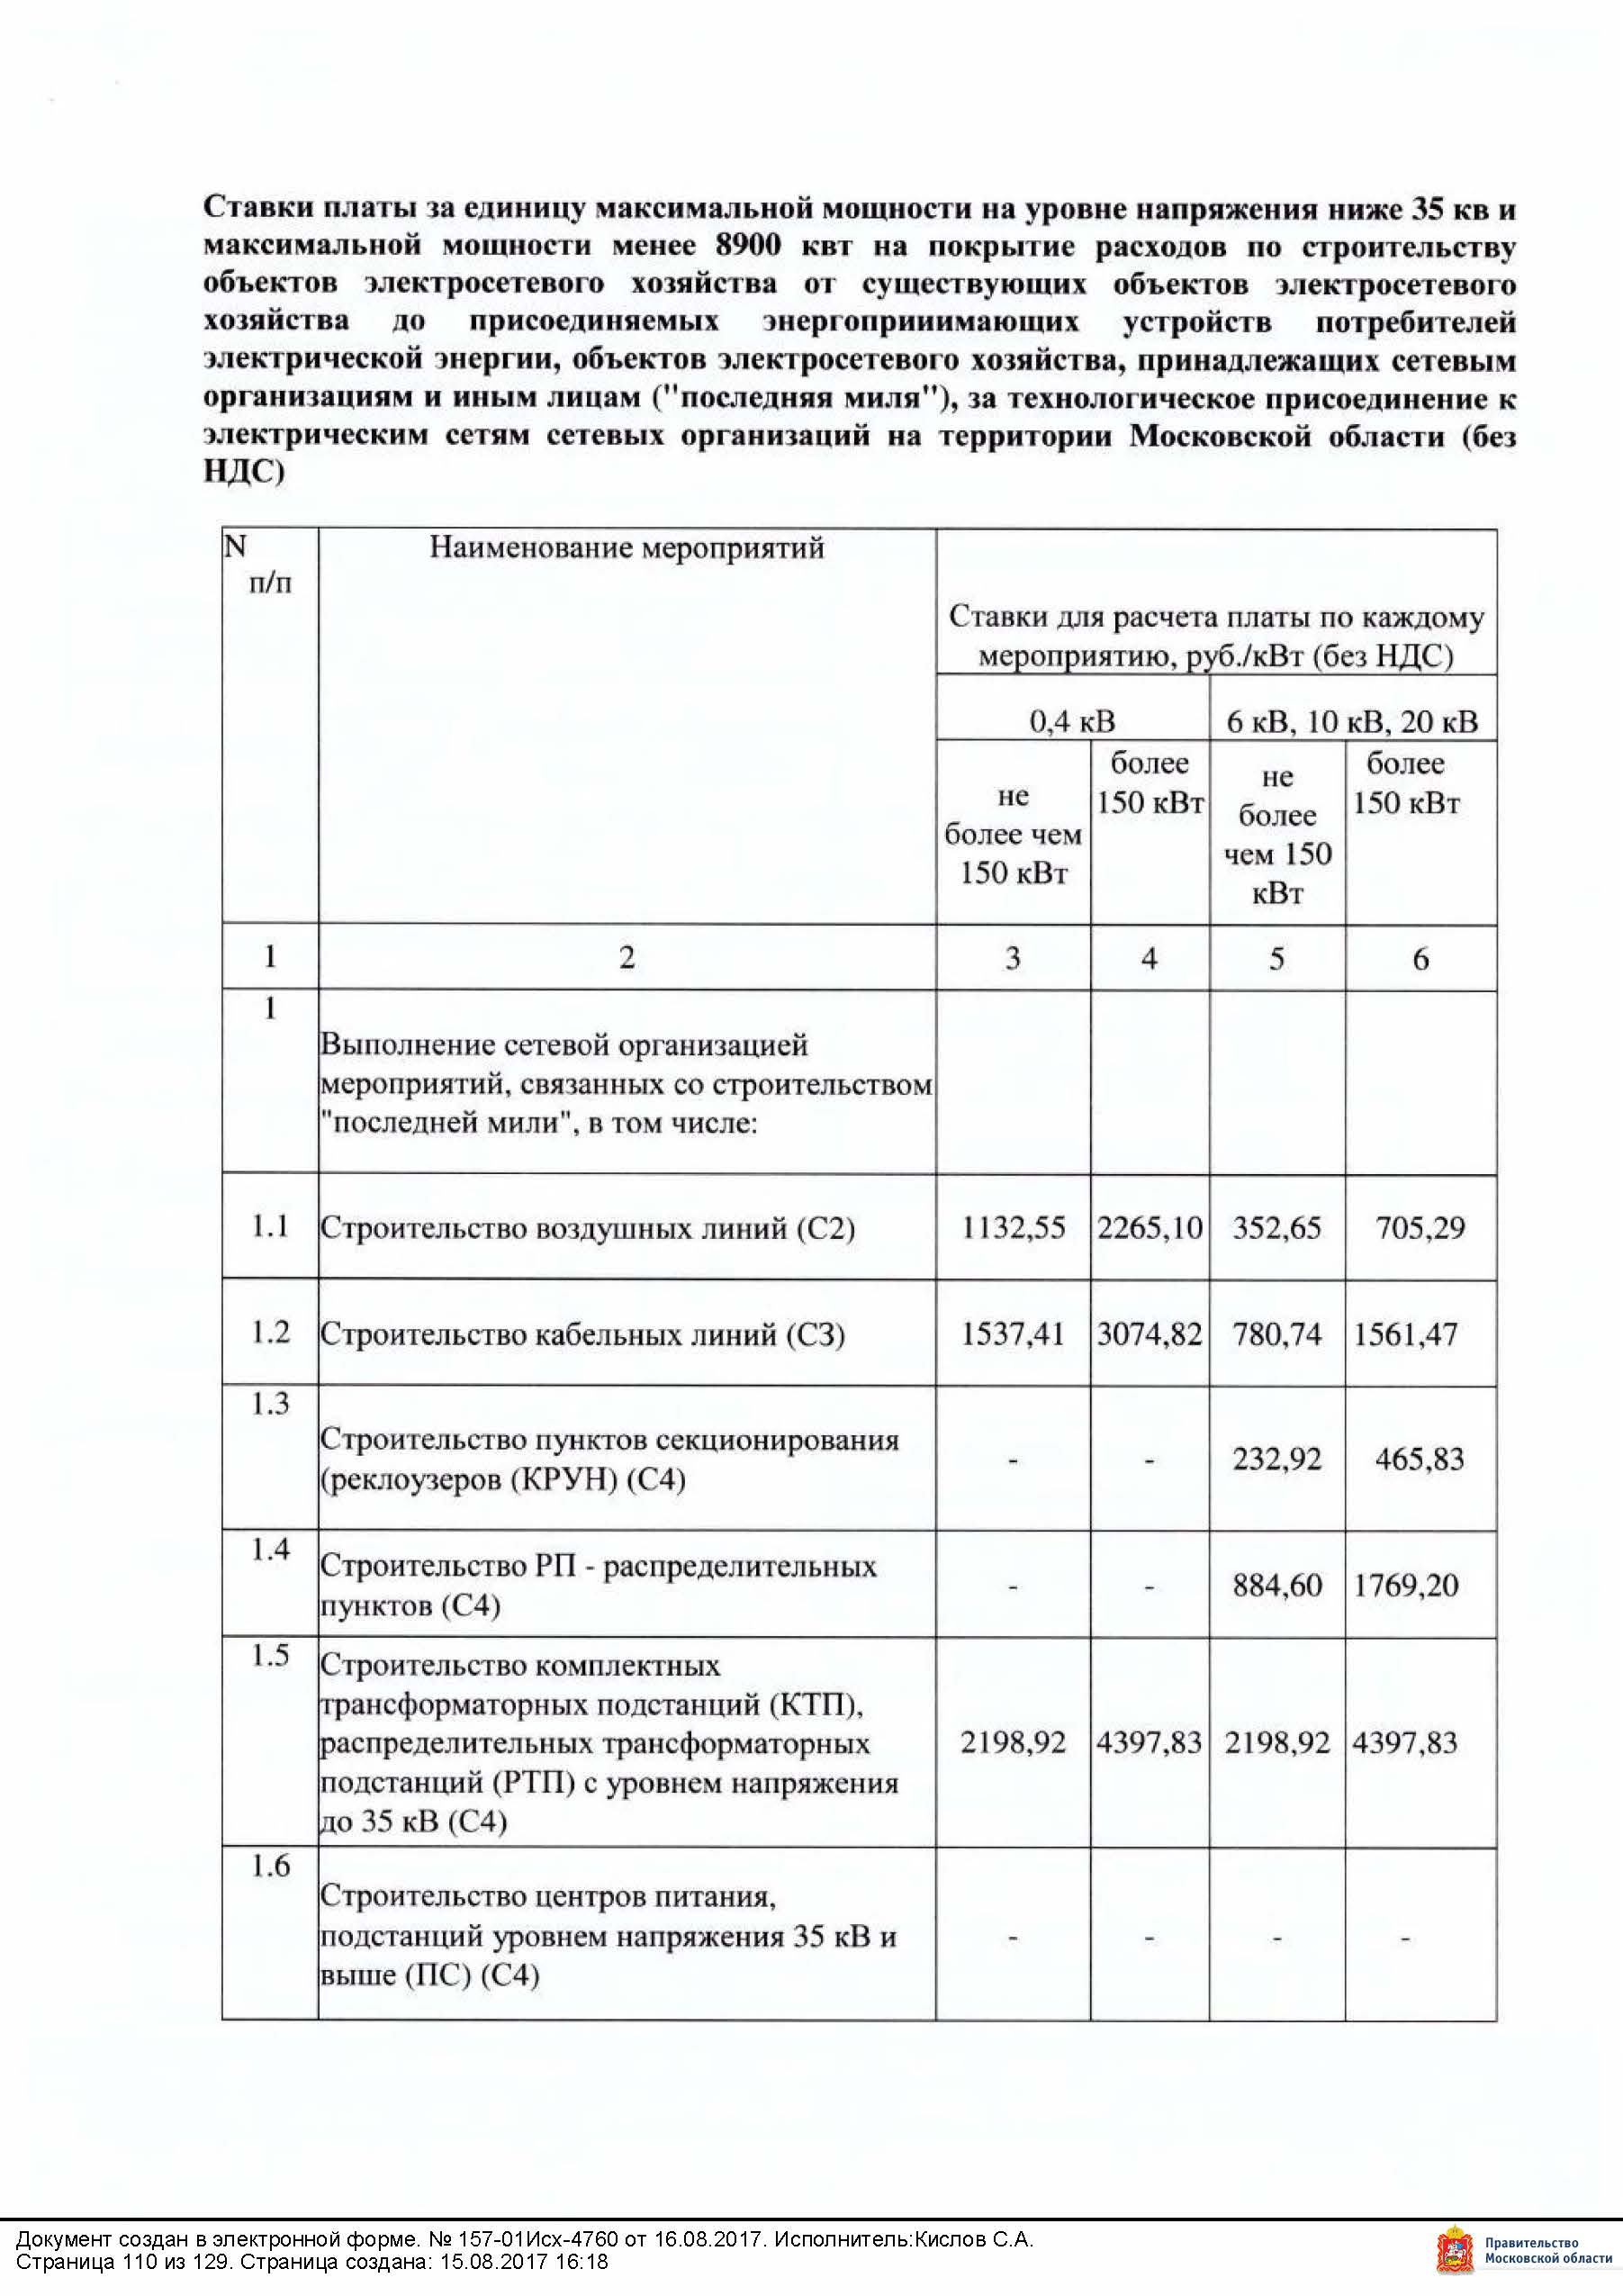 Ставки платы за единицу максимальной мощности на уровне напряжения ниже 35 кв и
максимальной мощности менее 8900 квт на покрытие расходов по строительству
объектов электросетевого хозяйства от существующих объектов электросетевого
хозяйства до присоединяемых энергоприиимающих устройств потребителей
электрической энергии, объектов электросетевого хозяйства, принадлежащих сетевым
организациям и иным лицам ("последняя миля"), за технологическое присоединение к
электрическим сетям сетевых организаций на территории Московской области (без
НДС)
N
п/п
Наименование мероприятий
Ставки для расчета платы по каждому
мероприятию, руб./кВт (без НДС)
0,4 кВ
6 кВ, 10 кВ, 20 кВ
не
более чем
150 кВт
более
150 кВт
не
более
чем 150
кВт
более
150 кВт
1 2 3 4 5 6
1
Выполнение сетевой организацией
мероприятий, связанных со строительством
"последней мили", в том числе:
1.1 Строительство воздушных линий (С2) 1132,55 2265,10 352,65 705,29
1.2 Строительство кабельных линий (С3) 1537,41 3074,82 780,74 1561,47
1.3
Строительство пунктов секционирования
(реклоузеров (КРУН) (С4)
- - 232,92 465,83
1.4
Строительство РП - распределительных
пунктов (С4)
- - 884,60 1769,20
1.5
Строительство комплектных
трансформаторных подстанций (КТП),
распределительных трансформаторных
подстанций (РТП) с уровнем напряжения
до 35 кВ (С4)
2198,92 4397,83 2198,92 4397,83
1.6
Строительство центров питания,
подстанций уровнем напряжения 35 кВ и
выше (ПС) (С4)
- - - -
Документ создан в электронной форме. № 157-01Исх-4760 от 16.08.2017. Исполнитель:Кислов С.А.
Страница 110 из 129. Страница создана: 15.08.2017 16:18
Правительство
Московской области